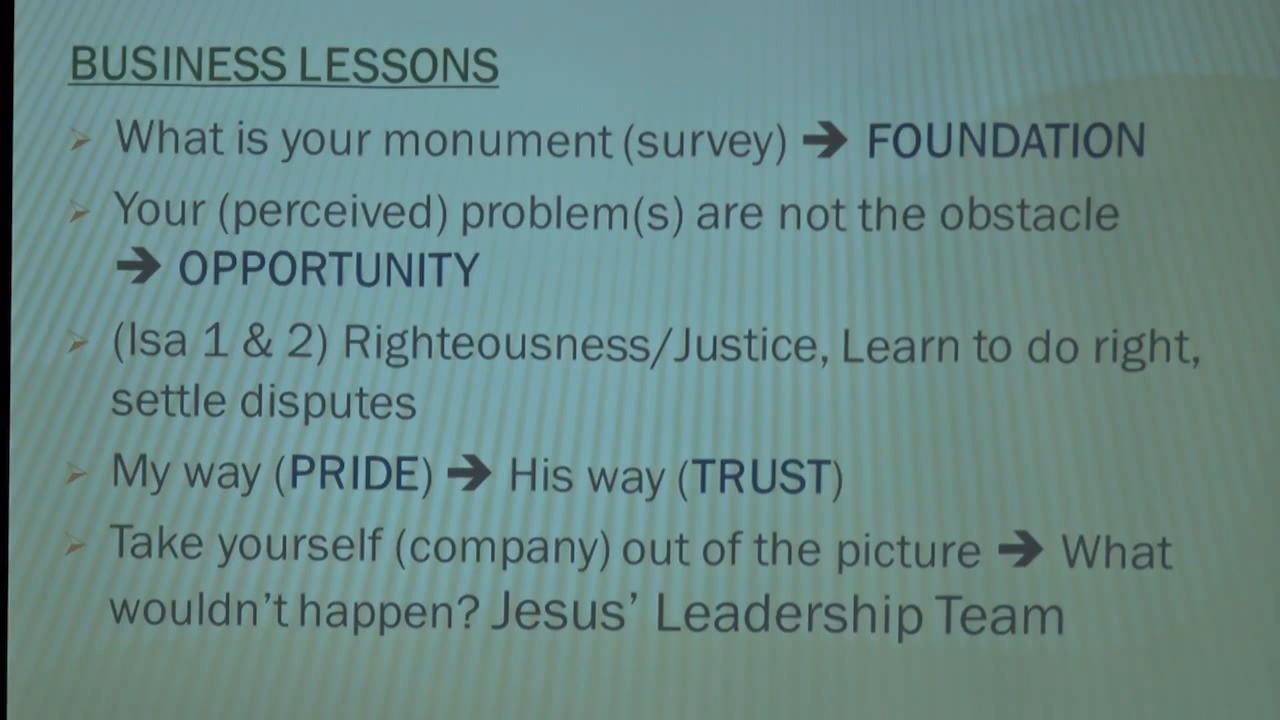 BUSINESS LESSONS
➢ What is your monument (survey) ➔ FOUNDATION
➢ Your (perceived) problem(s) are not the obstacle
➔ OPPORTUNITY
➢ (Isa 1 & 2) Righteousness/Justice, Learn to do right,
settle disputes
➢ My way (PRIDE) ➔ His way (TRUST)
➢ Take yourself (company) out of the picture ➔ What
wouldn't happen? Jesus' Leadership Team